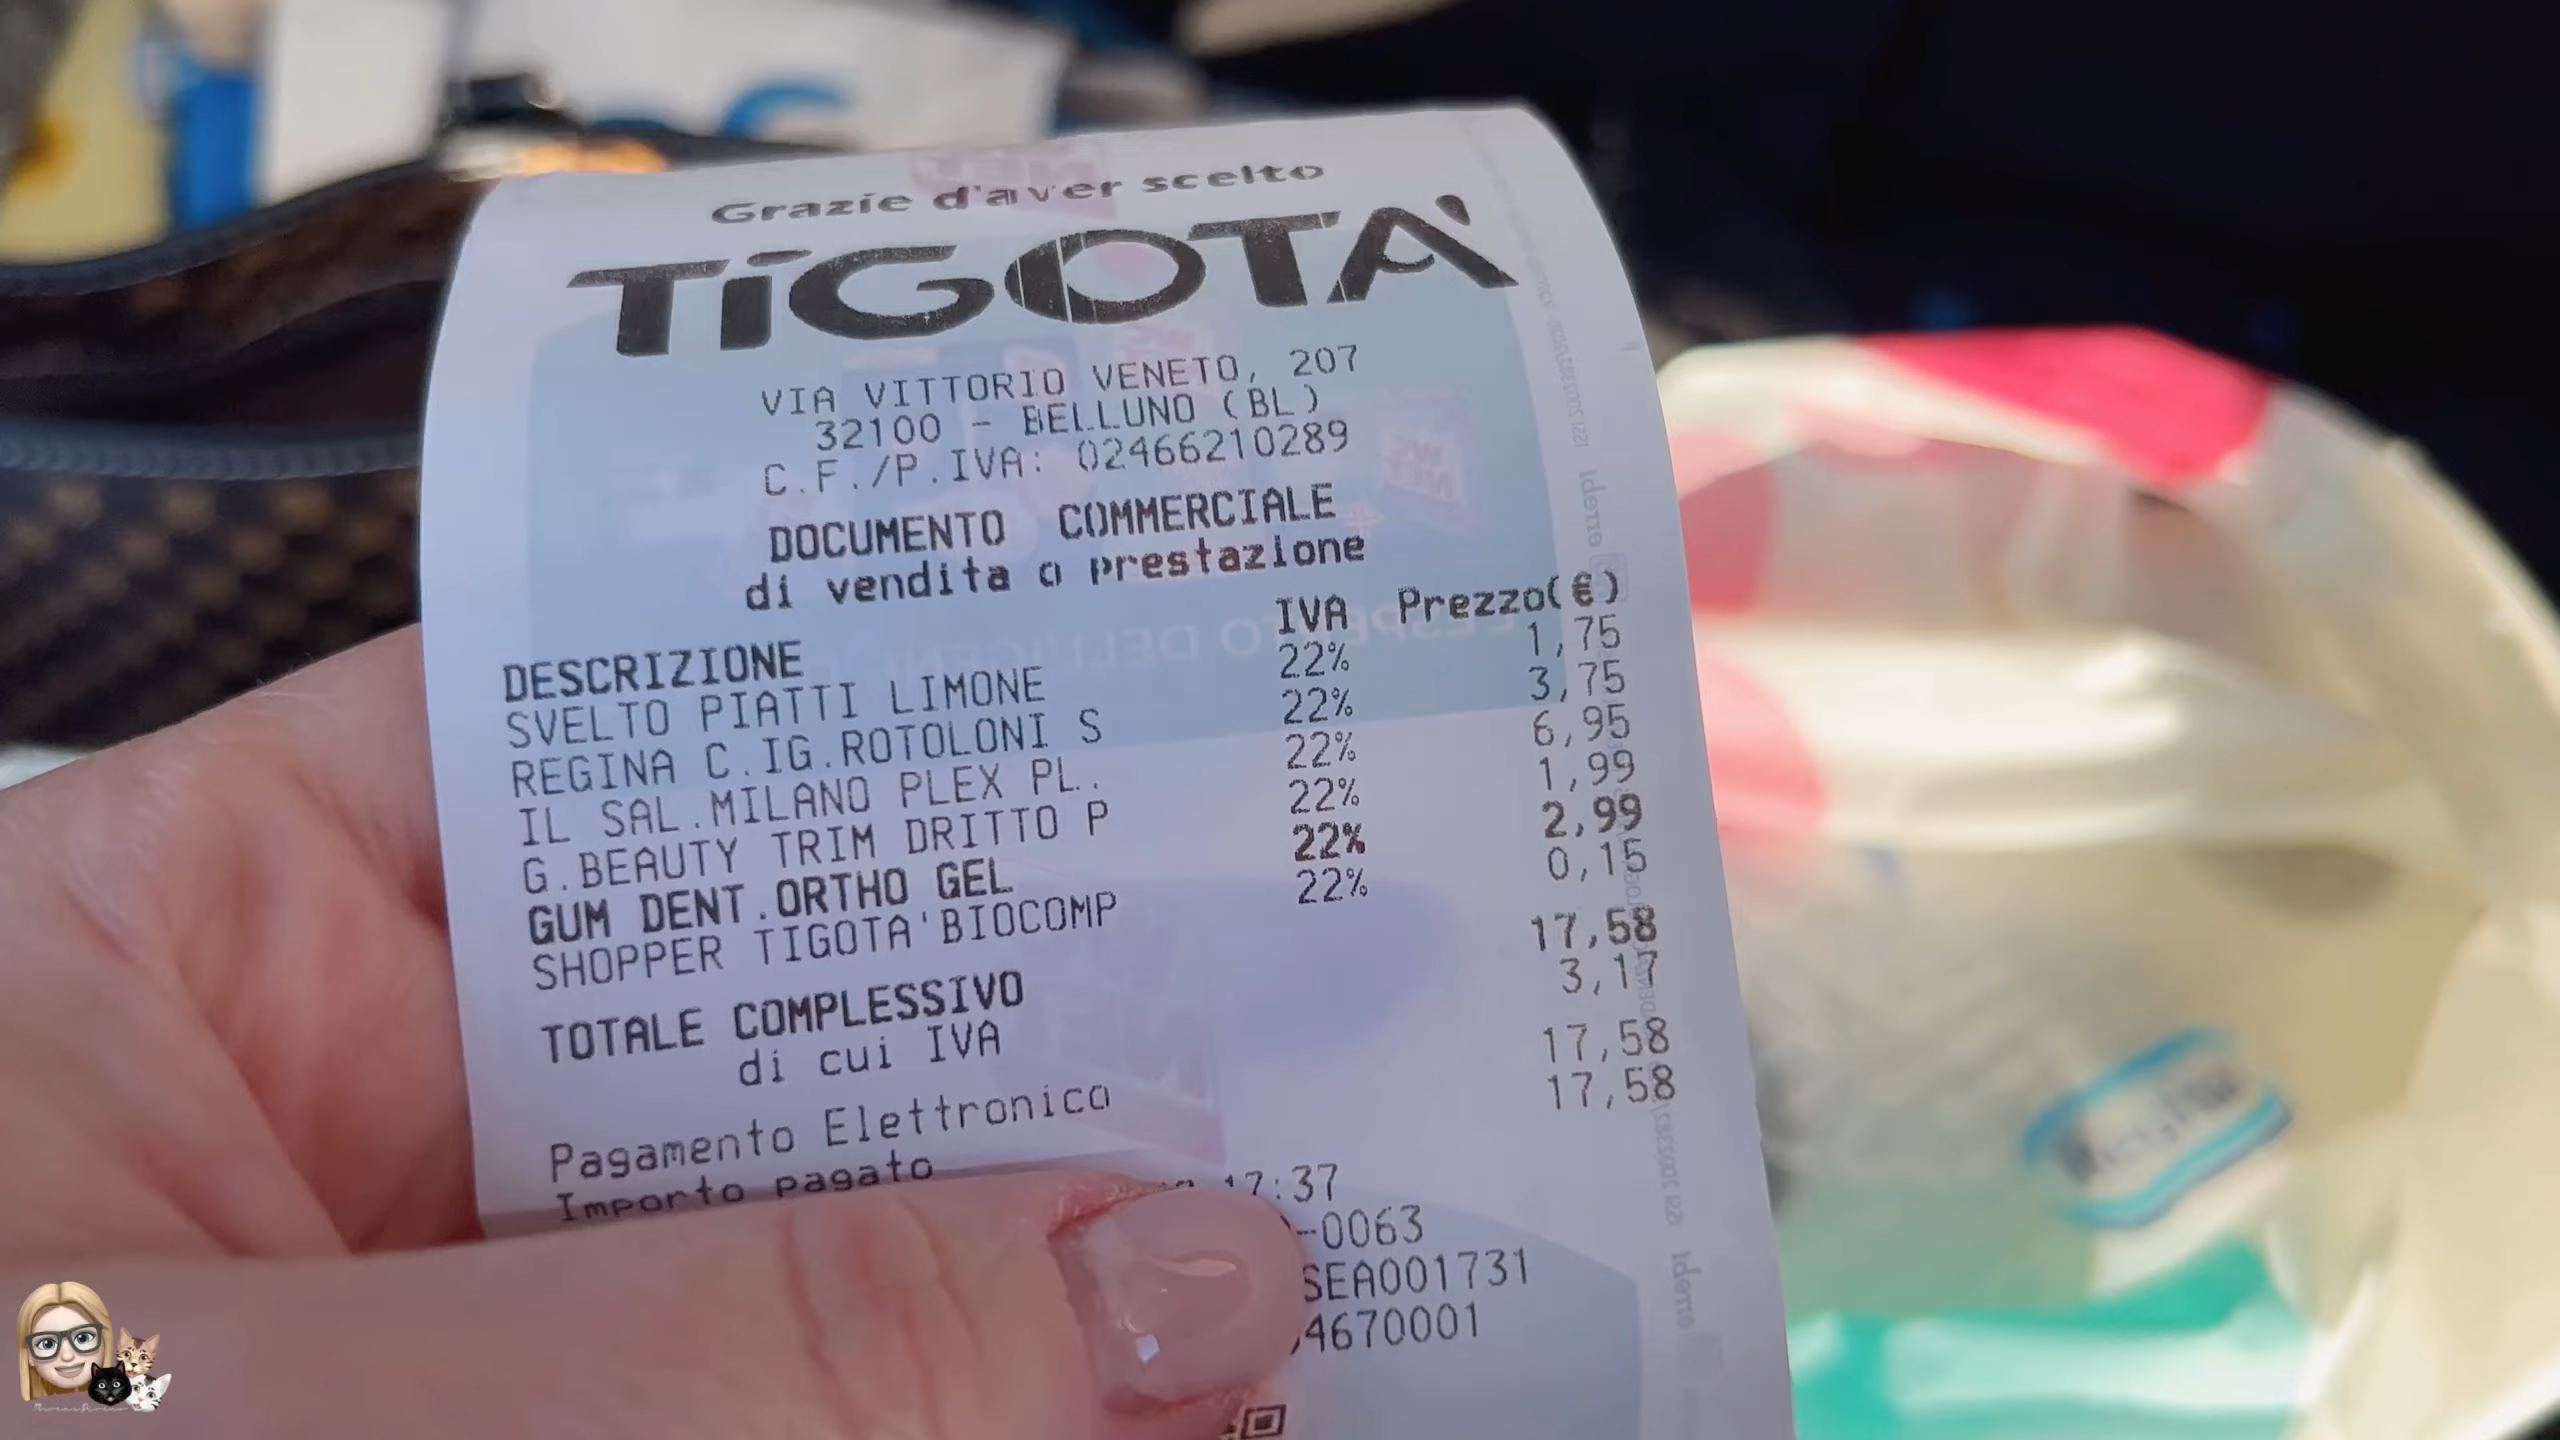 Grazie d'aver scelto
TiGOTÀ
VIA VITTORIO VENETO, 207
32100 - BELLUNO (BL)
C.F./P.IVA: 02466210289
DOCUMENTO COMMERCIALE
di vendita o prestazione
DESCRIZIONE IVA Prezzo(€)
SVELTO PIATTI LIMONE 22% 1,75
REGINA C.IG.ROTOLONI S 22% 3,75
IL SAL.MILANO PLEX PL. 22% 6,95
G.BEAUTY TRIM DRITTO P 22% 1,99
GUM DENT.ORTHO GEL 22% 2,99
SHOPPER TIGOTA'BIOCOMP 22% 0,15
TOTALE COMPLESSIVO 17,58
di cui IVA 3,17
Pagamento Elettronico 17,58
Importo pagato 17,58
17:37
-0063
SEA001731
4670001